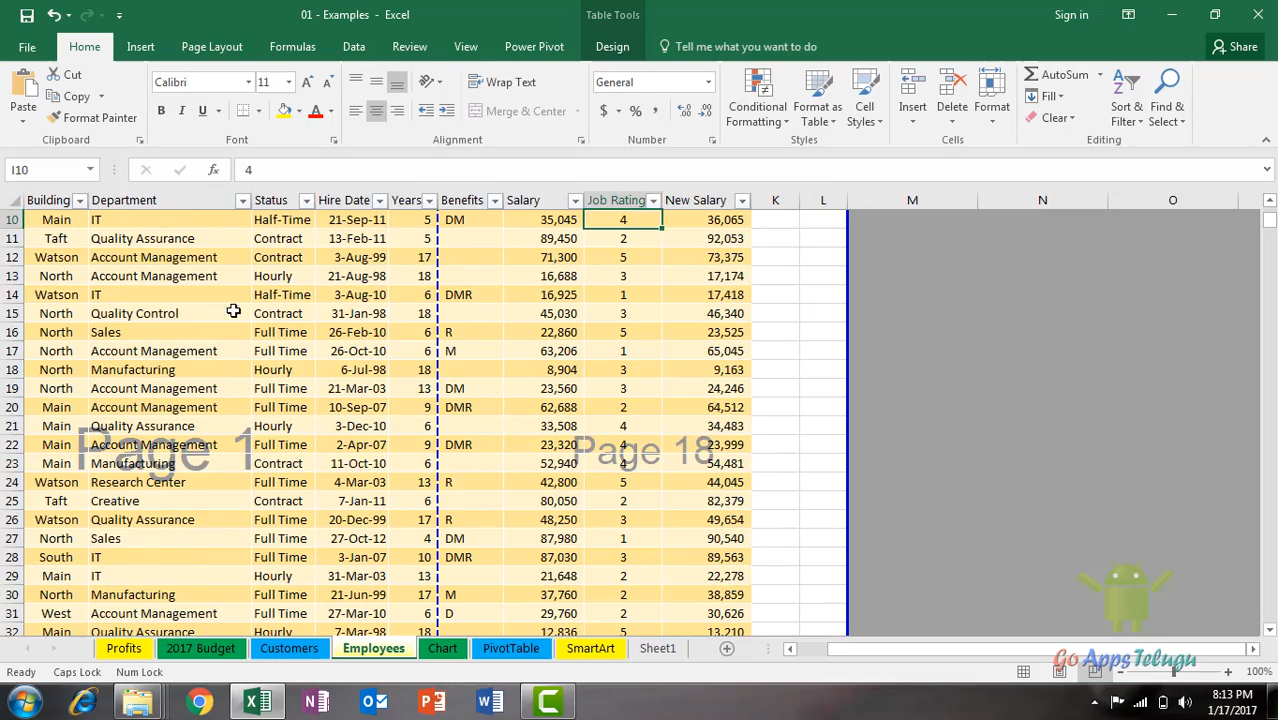 01 - Examples - Excel
Table Tools
Sign in
File
Home
Insert
Page Layout
Formulas
Data
Review
View
Power Pivot
Design
Tell me what you want to do
Share
Paste
Cut
Copy
Format Painter
Clipboard
Calibri 11
B I U
Font
Wrap Text
Merge & Center
Alignment
General
$ % ,
Number
Conditional Formatting
Format as Table
Cell Styles
Styles
Insert
Delete
Format
Cells
AutoSum
Fill
Clear
Sort & Filter
Find & Select
Editing
I10
fx
4
Building Department Status Hire Date Years Benefits Salary Job Rating New Salary K L M N O
10 Main IT Half-Time 21-Sep-11 5 DM 35,045 4 36,065
11 Taft Quality Assurance Contract 13-Feb-11 5 89,450 2 92,053
12 Watson Account Management Contract 3-Aug-99 17 71,300 5 73,375
13 North Account Management Hourly 21-Aug-98 18 16,688 3 17,174
14 Watson IT Half-Time 3-Aug-10 6 DMR 16,925 1 17,418
15 North Quality Control Contract 31-Jan-98 18 45,030 3 46,340
16 North Sales Full Time 26-Feb-10 6 R 22,860 5 23,525
17 North Account Management Full Time 26-Oct-10 6 M 63,206 1 65,045
18 North Manufacturing Hourly 6-Jul-98 18 8,904 3 9,163
19 North Account Management Full Time 21-Mar-03 13 DM 23,560 3 24,246
20 Main Account Management Full Time 10-Sep-07 9 DMR 62,688 2 64,512
21 Main Quality Assurance Hourly 3-Dec-10 6 33,508 4 34,483
22 Main Account Management Full Time 2-Apr-07 9 DMR 23,320 4 23,999
Page 1 Page 18
23 Main Manufacturing Contract 11-Oct-10 6 52,940 4 54,481
24 Watson Research Center Full Time 4-Mar-03 13 R 42,800 5 44,045
25 Taft Creative Contract 7-Jan-11 6 80,050 2 82,379
26 Watson Quality Assurance Full Time 20-Dec-99 17 R 48,250 3 49,654
27 North Sales Full Time 27-Oct-12 4 DM 87,980 1 90,540
28 South IT Full Time 3-Jan-07 10 DMR 87,030 3 89,563
29 Main IT Hourly 31-Mar-03 13 21,648 2 22,278
30 North Manufacturing Full Time 21-Jun-99 17 M 37,760 2 38,859
31 West Account Management Full Time 27-Mar-10 6 D 29,760 2 30,626
32 Main Quality Assurance Hourly 7-Mar-98 18 12,836 5 13,210
Profits
2017 Budget
Customers
Employees
Chart
PivotTable
SmartArt
Sheet1
Go Apps Telugu
Ready Caps Lock Num Lock
100%
8:13 PM
1/17/2017